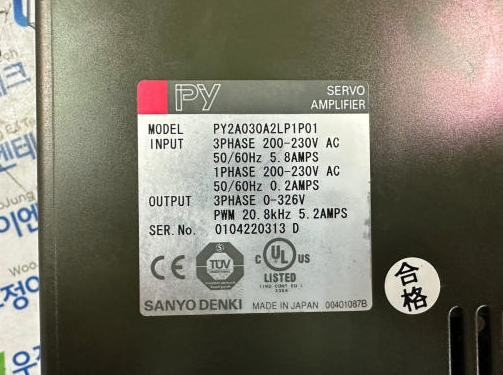 PY
SERVO
AMPLIFIER
MODEL PY2A030A2LP1P01
INPUT 3PHASE 200-230V AC
50/60Hz 5.8AMPS
1PHASE 200-230V AC
50/60Hz 0.2AMPS
OUTPUT 3PHASE 0-326V
PWM 20.8kHz 5.2AMPS
SER.No. 0104220313 D
CE
TÜV
C UL US
LISTED
SANYO DENKI MADE IN JAPAN 00401087B
合格